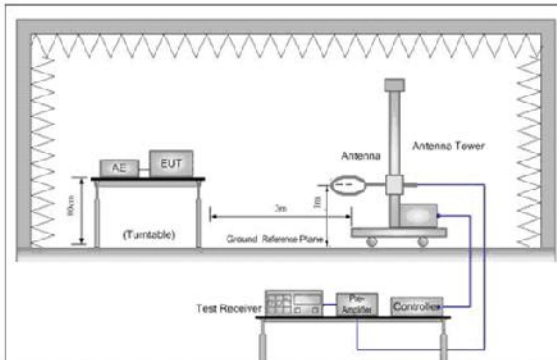 Antenna Tower
Antenna
EUT
AE
80cm
3m
1m
(Turntable)
Ground Reference Plane
Test Receiver
Pre-
Amplifier
Controller